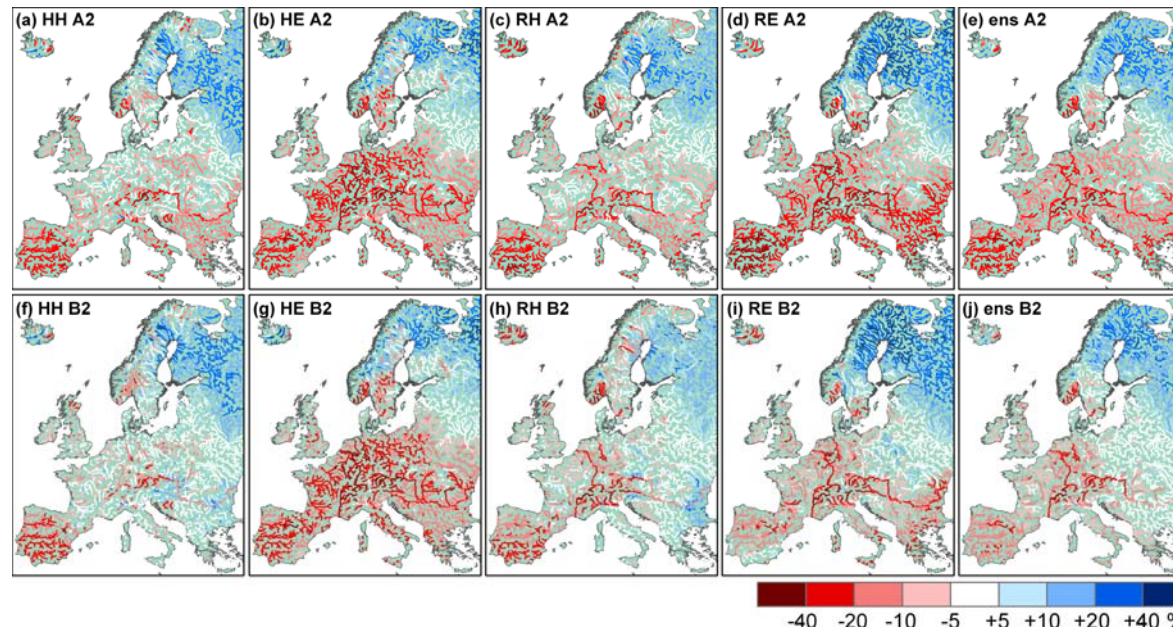 (a) HH A2
(b) HE A2
(c) RH A2
(d) RE A2
(e) ens A2
(f) HH B2
(g) HE B2
(h) RH B2
(i) RE B2
(j) ens B2
-40 -20 -10 -5 +5 +10 +20 +40 %